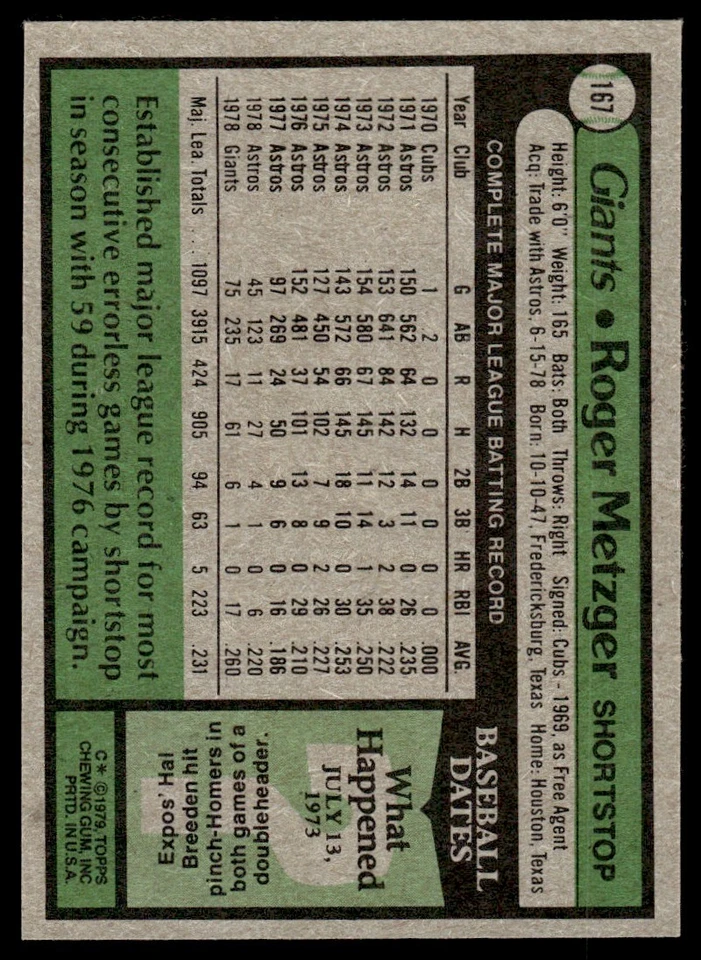 167
Giants • Roger Metzger SHORTSTOP
Height: 6'0" Weight: 165 Bats: Both Throws: Right Signed: Cubs - 1969, as Free Agent
Acq: Trade with Astros, 6-15-78 Born: 10-10-47, Fredericksburg, Texas Home: Houston, Texas
COMPLETE MAJOR LEAGUE BATTING RECORD
Year Club G AB R H 2B 3B HR RBI AVG.
1970 Cubs 1 2 0 0 0 0 0 0 .000
1971 Astros 150 562 64 132 14 11 0 26 .235
1972 Astros 153 641 84 142 12 3 2 38 .222
1973 Astros 154 580 67 145 11 14 1 35 .250
1974 Astros 143 572 66 145 18 10 0 30 .253
1975 Astros 127 450 54 102 7 9 2 26 .227
1976 Astros 152 481 37 101 13 8 0 29 .210
1977 Astros 97 269 24 50 9 6 0 16 .186
1978 Astros 45 123 11 27 4 1 0 6 .220
1978 Giants 75 235 17 61 6 1 0 17 .260
Maj. Lea. Totals . . . 1097 3915 424 905 94 63 5 223 .231
Established major league record for most
consecutive errorless games by shortstop
in season with 59 during 1976 campaign.
BASEBALL
DATES
What
Happened
JULY 13,
1973
Expos' Hal
Breeden hit
pinch-Homers in
both games of a
doubleheader.
C* ©1979, TOPPS
CHEWING GUM, INC
PRTD. IN U.S.A.